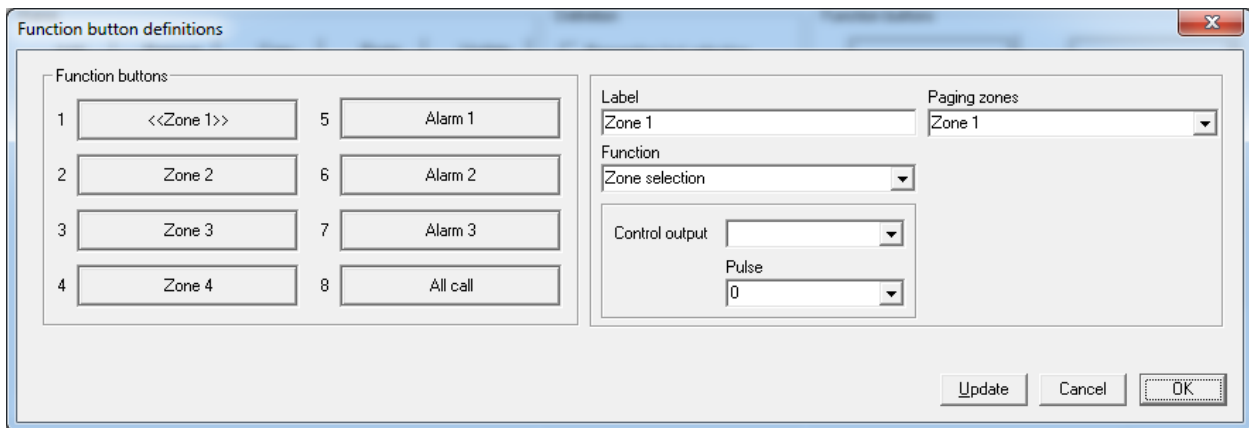 Function button definitions
Function buttons
1 <<Zone 1>> 5 Alarm 1
2 Zone 2 6 Alarm 2
3 Zone 3 7 Alarm 3
4 Zone 4 8 All call
Label Paging zones
Zone 1 Zone 1
Function
Zone selection
Control output
Pulse
0
Update Cancel OK